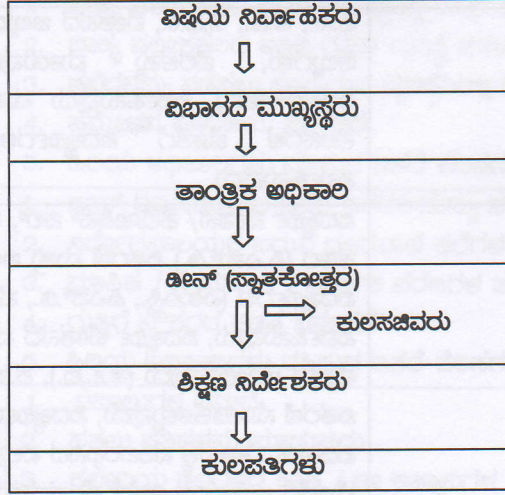 ವಿಷಯ ನಿರ್ವಾಹಕರು
ವಿಭಾಗದ ಮುಖ್ಯಸ್ಥರು
ತಾಂತ್ರಿಕ ಅಧಿಕಾರಿ
ಡೀನ್ (ಸ್ನಾತಕೋತ್ತರ)
ಕುಲಸಚಿವರು
ಶಿಕ್ಷಣ ನಿರ್ದೇಶಕರು
ಕುಲಪತಿಗಳು